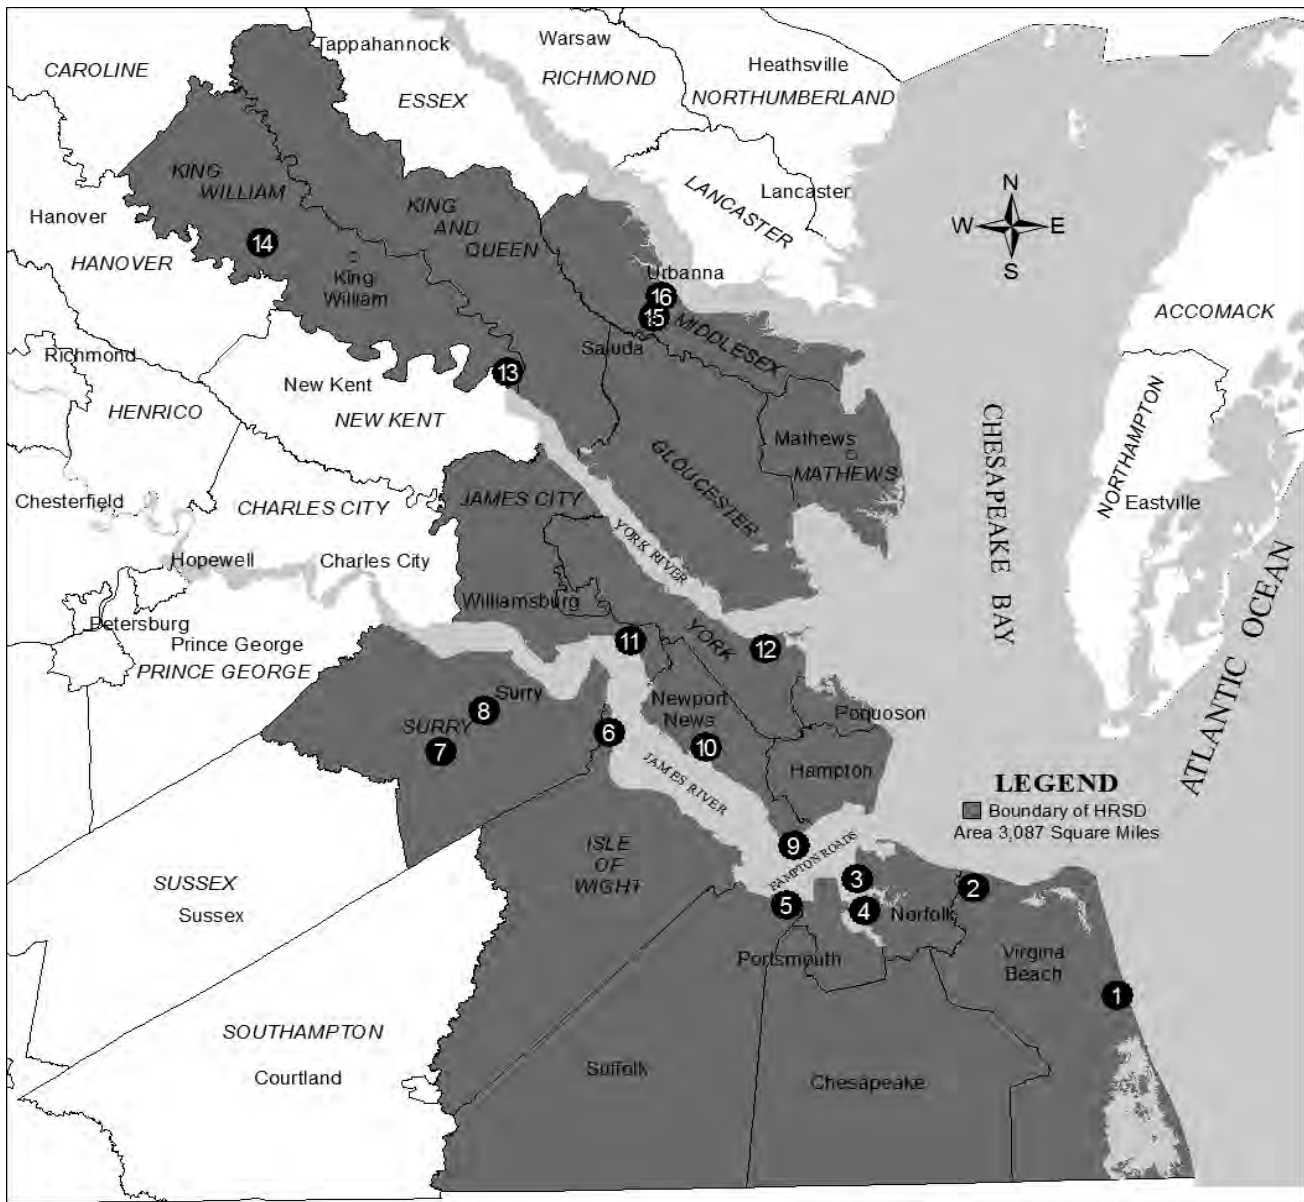 Tappahannock
Warsaw
RICHMOND
Heathsville
NORTHUMBERLAND
CAROLINE
ESSEX
KING
WILLIAM
LANCASTER
Lancaster
KING
AND
QUEEN
N
W
E
S
Hanover
HANOVER
14
King
William
Urbanna
16
15
MIDDLESEX
Saluda
ACCOMACK
Richmond
HENRICO
New Kent
NEW KENT
13
Mathews
MATHEWS
GLOUCESTER
CHESAPEAKE BAY
NORTHAMPTON
Eastville
Chesterfield
CHARLES CITY
JAMES CITY
YORK RIVER
Hopewell
Charles City
Williamsburg
ATLANTIC OCEAN
Petersburg
Prince George
PRINCE GEORGE
11
YORK
12
Surry
8
SURRY
7
6
Newport
News
10
Poquoson
JAMES RIVER
Hampton
LEGEND
Boundary of HRSD
Area 3,087 Square Miles
ISLE
OF
WIGHT
9
HAMPTON ROADS
3
2
5
4
Norfolk
SUSSEX
Sussex
Portsmouth
Virgina
Beach
1
SOUTHAMPTON
Courtland
Suffolk
Chesapeake